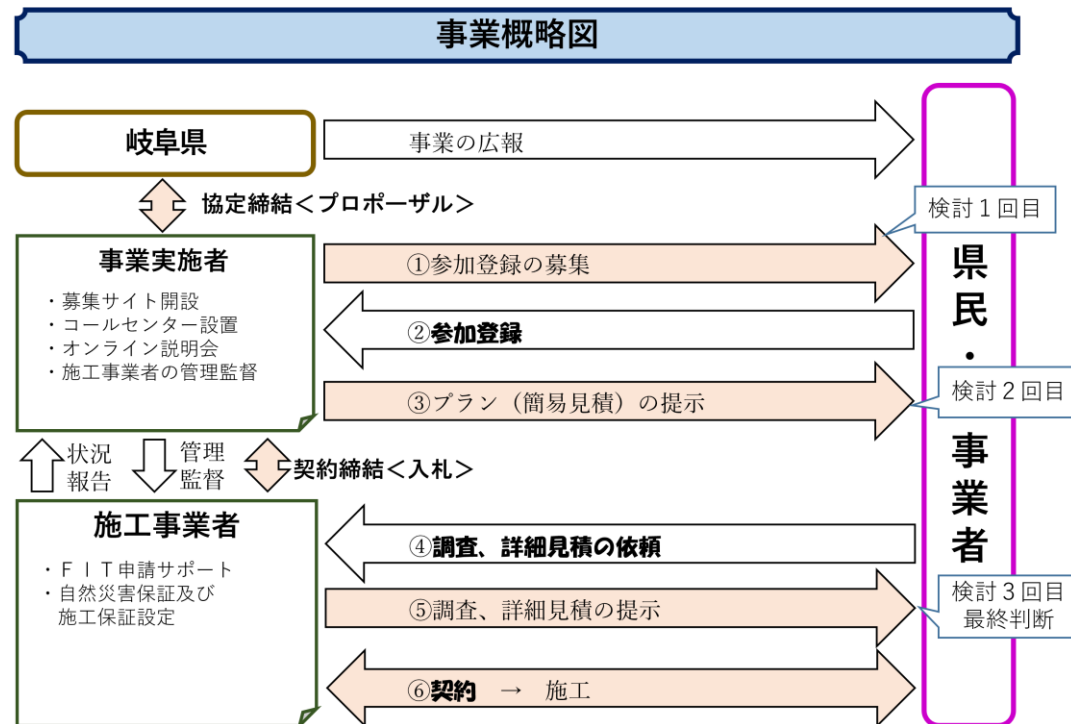 事業概略図
岐阜県
事業の広報
協定締結＜プロポーザル＞
検討１回目
事業実施者
・募集サイト開設
・コールセンター設置
・オンライン説明会
・施工事業者の管理監督
①参加登録の募集
②参加登録
③プラン（簡易見積）の提示
県民・事業者
検討２回目
状況
報告
管理
監督
契約締結＜入札＞
施工事業者
・ＦＩＴ申請サポート
・自然災害保証及び
施工保証設定
④調査、詳細見積の依頼
⑤調査、詳細見積の提示
検討３回目
最終判断
⑥契約 → 施工